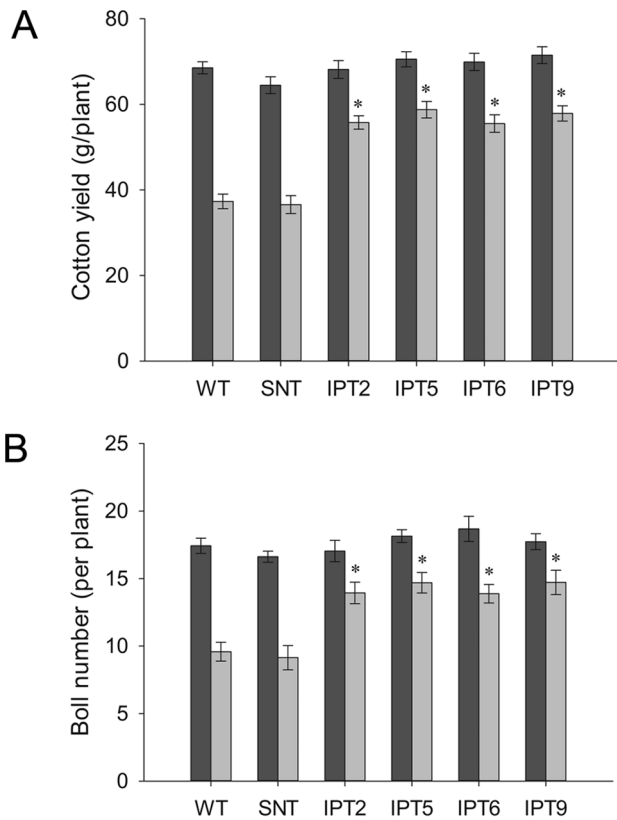 A
Cotton yield (g/plant)
80
60
40
20
0
* * * *
WT SNT IPT2 IPT5 IPT6 IPT9
B
Boll number (per plant)
25
20
15
10
5
0
* * * *
WT SNT IPT2 IPT5 IPT6 IPT9